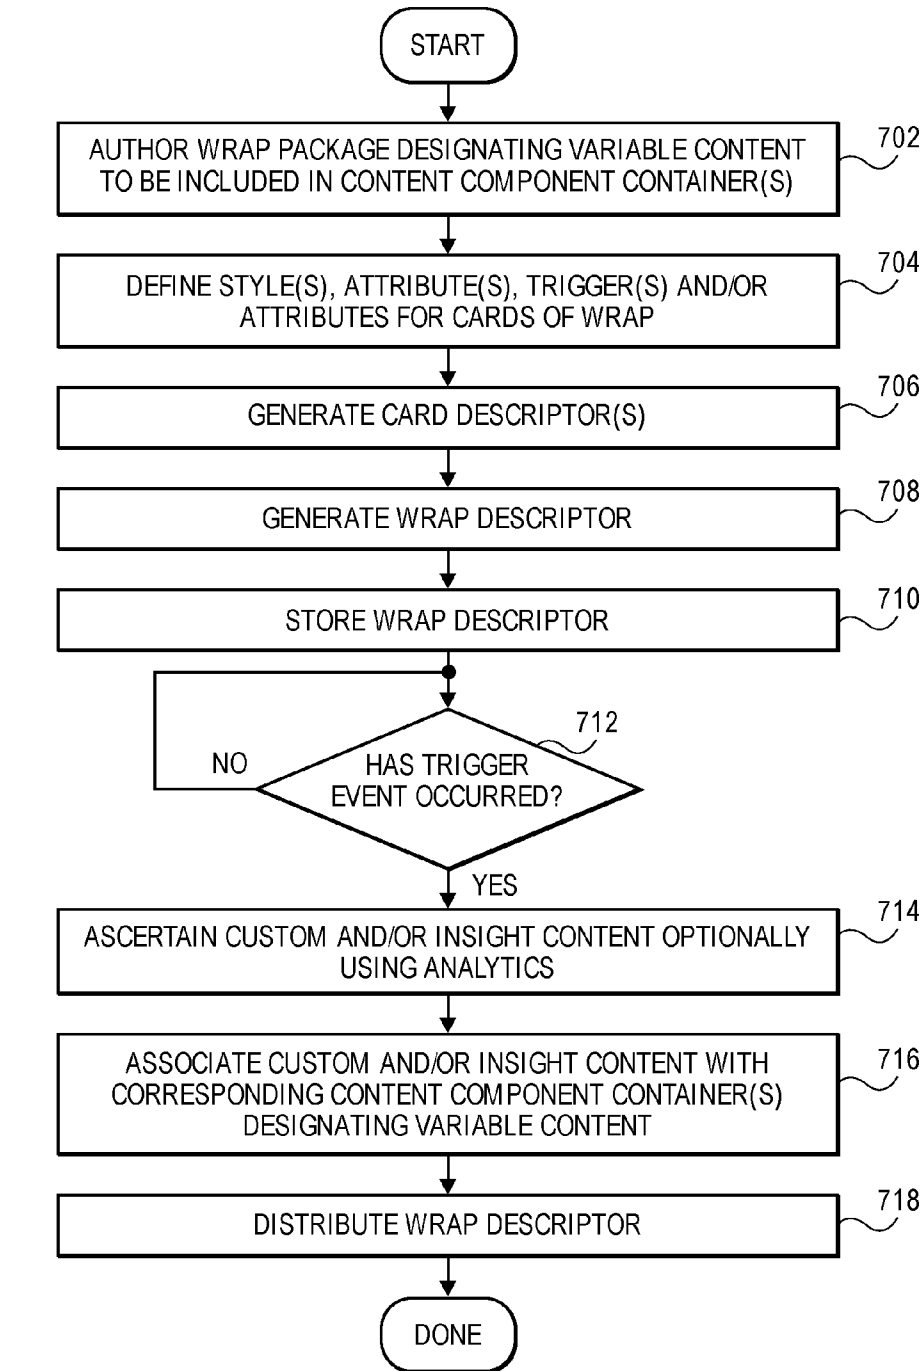 START
702
AUTHOR WRAP PACKAGE DESIGNATING VARIABLE CONTENT
TO BE INCLUDED IN CONTENT COMPONENT CONTAINER(S)
704
DEFINE STYLE(S), ATTRIBUTE(S), TRIGGER(S) AND/OR
ATTRIBUTES FOR CARDS OF WRAP
706
GENERATE CARD DESCRIPTOR(S)
708
GENERATE WRAP DESCRIPTOR
710
STORE WRAP DESCRIPTOR
712
NO
HAS TRIGGER
EVENT OCCURRED?
YES
714
ASCERTAIN CUSTOM AND/OR INSIGHT CONTENT OPTIONALLY
USING ANALYTICS
716
ASSOCIATE CUSTOM AND/OR INSIGHT CONTENT WITH
CORRESPONDING CONTENT COMPONENT CONTAINER(S)
DESIGNATING VARIABLE CONTENT
718
DISTRIBUTE WRAP DESCRIPTOR
DONE